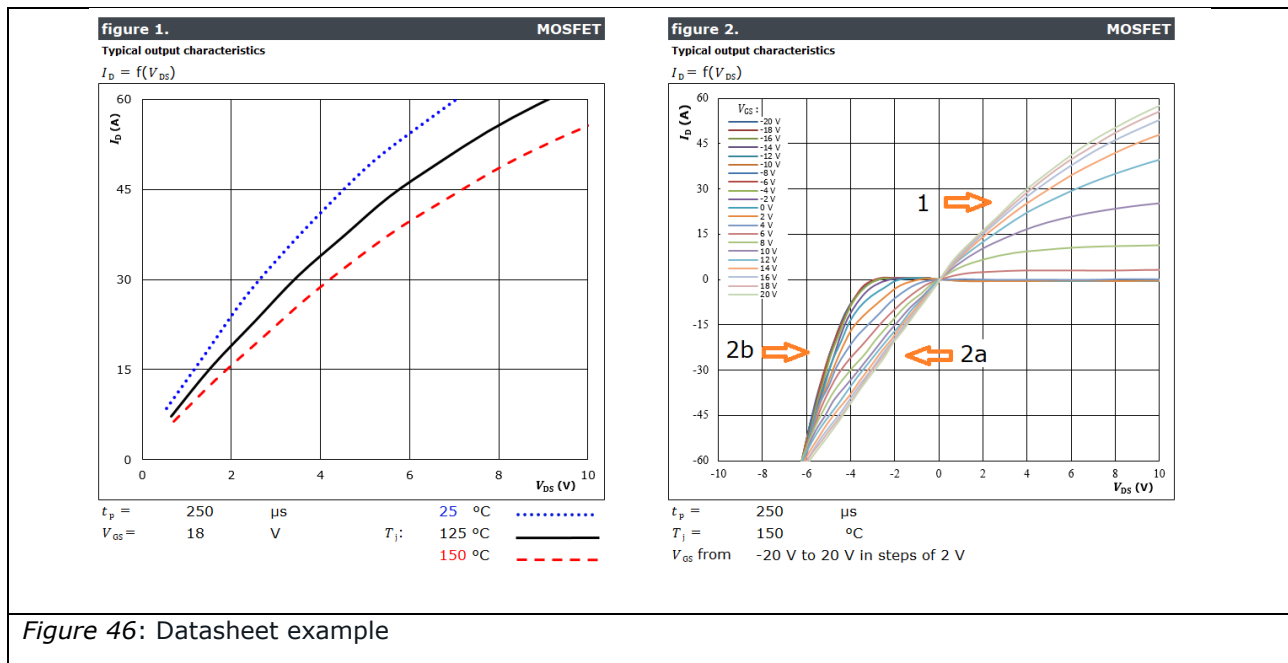 figure 1. MOSFET
Typical output characteristics
I_D = f(V_DS)
I_D (A)
60
45
30
15
0
0 2 4 6 8 10
V_DS (V)
t_p = 250 µs
V_GS = 18 V
T_j: 25 °C
125 °C
150 °C
figure 2. MOSFET
Typical output characteristics
I_D = f(V_DS)
I_D (A)
60
45
30
15
0
-15
-30
-45
-60
V_GS :
-20 V
-18 V
-16 V
-14 V
-12 V
-10 V
-8 V
-6 V
-4 V
-2 V
0 V
2 V
4 V
6 V
8 V
10 V
12 V
14 V
16 V
18 V
20 V
1
2b
2a
-10 -8 -6 -4 -2 0 2 4 6 8 10
V_DS (V)
t_p = 250 µs
T_j = 150 °C
V_GS from -20 V to 20 V in steps of 2 V
Figure 46: Datasheet example